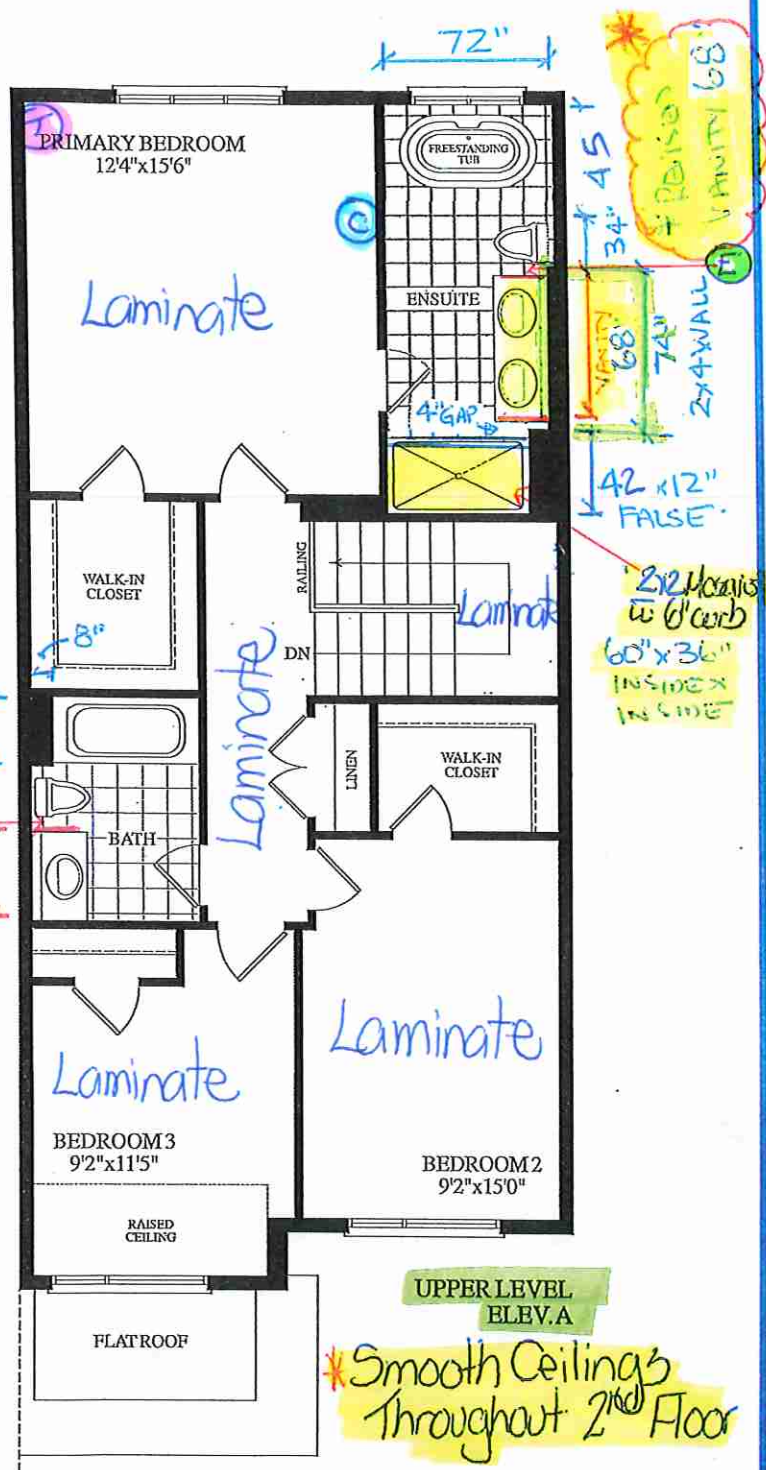 72"
*
* Raised
VANITY 68"
T
PRIMARY BEDROOM
12'4"x15'6"
FREESTANDING
TUB
45"
C
34"
E
Laminate
ENSUITE
VANITY
68"
74"
2x4 WALL
4" GAP
42 x12"
FALSE
WALK-IN
CLOSET
RAILING
8"
DN
Laminate
2x2 Mosaics
w 6" curb
60" x 36"
INSIDE X
INSIDE
Laminate
LINEN
WALK-IN
CLOSET
BATH
Laminate
Laminate
BEDROOM 3
9'2"x11'5"
BEDROOM 2
9'2"x15'0"
RAISED
CEILING
UPPER LEVEL
ELEV. A
FLAT ROOF
* Smooth Ceilings
Throughout 2nd Floor